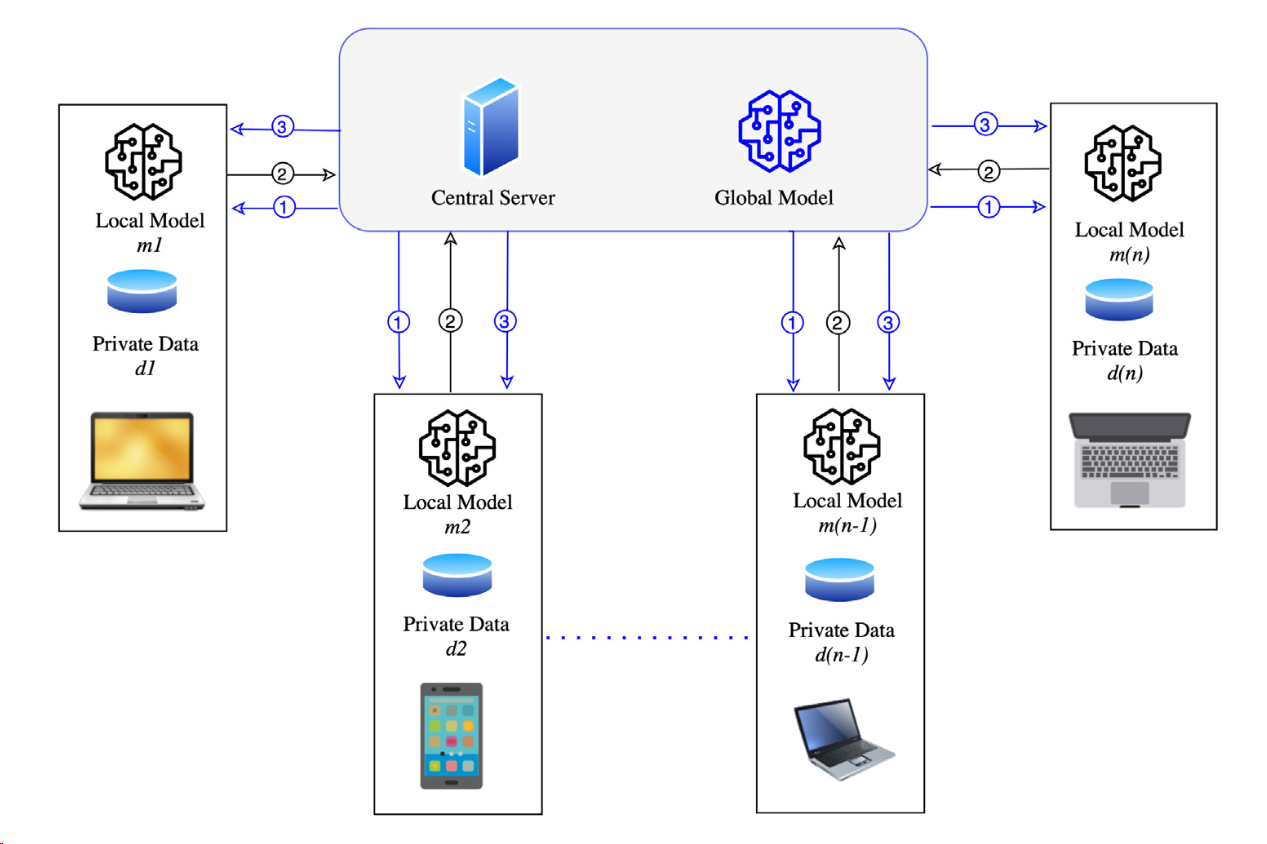 Central Server
Global Model
3
2
1
3
2
1
Local Model
m1
Private Data
d1
Local Model
m(n)
Private Data
d(n)
1
2
3
1
2
3
Local Model
m2
Private Data
d2
Local Model
m(n-1)
Private Data
d(n-1)